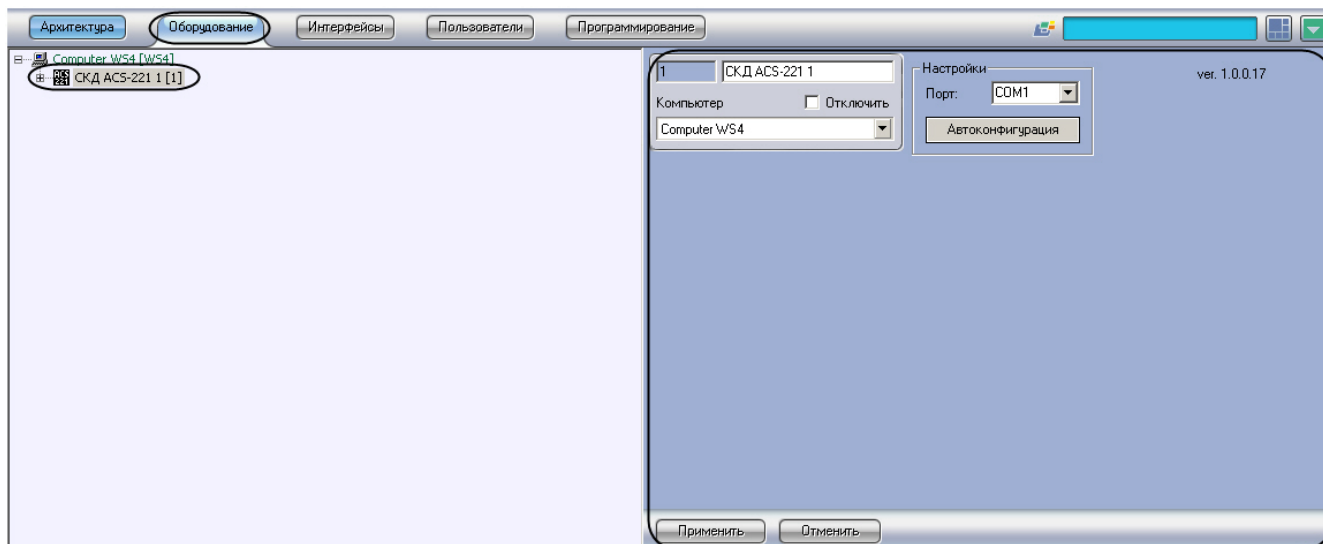 Архитектура Оборудование Интерфейсы Пользователи Программирование
Computer WS4 [WS4]
СКД ACS-221 1 [1]
1 СКД ACS-221 1
Компьютер Отключить
Computer WS4
Настройки
Порт: COM1
Автоконфигурация
ver. 1.0.0.17
Применить Отменить